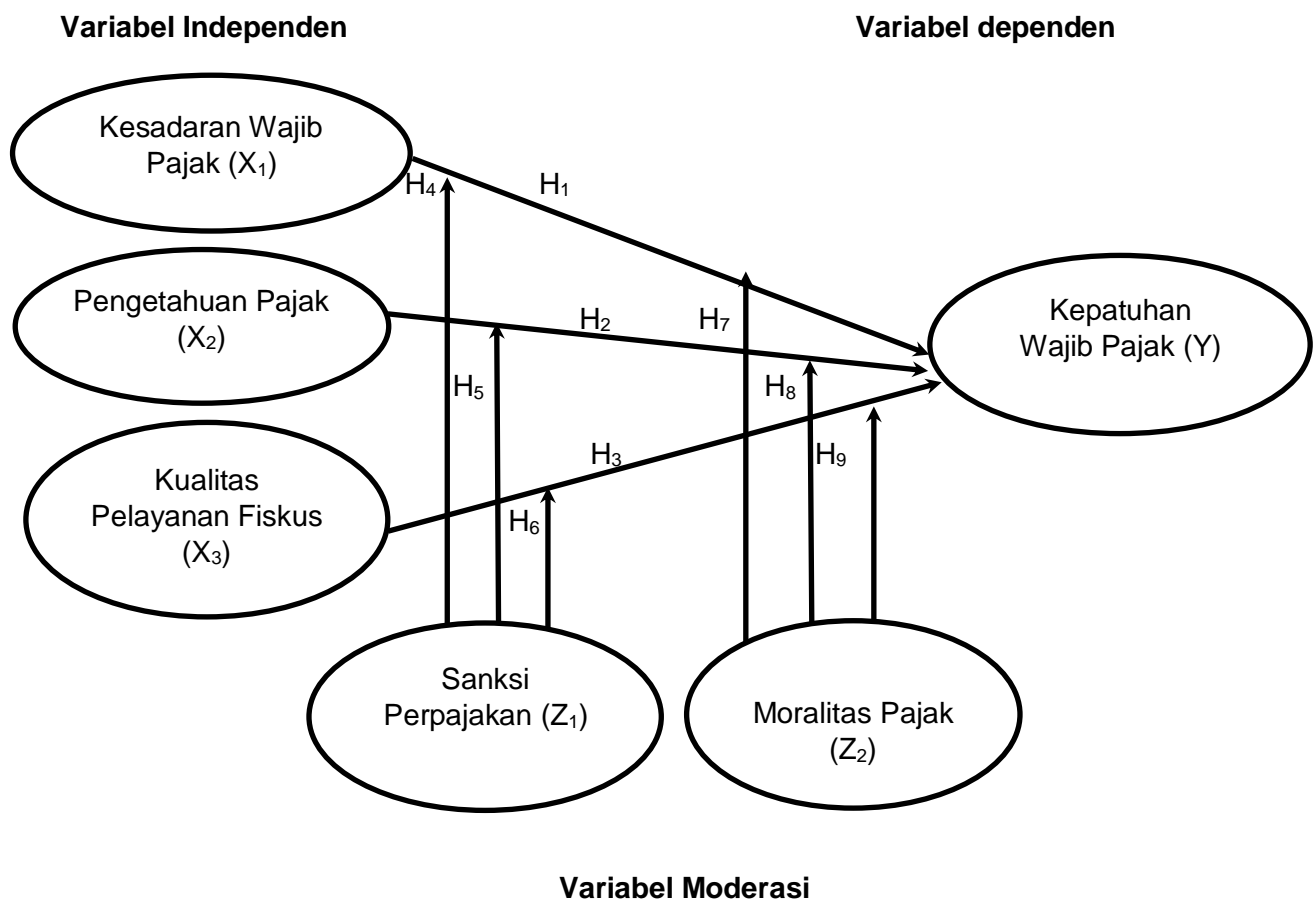 Variabel Independen
Variabel dependen
Kesadaran Wajib
Pajak (X₁)
H₄
H₁
Pengetahuan Pajak
(X₂)
H₂
H₇
Kepatuhan
Wajib Pajak (Y)
H₅
H₈
Kualitas
Pelayanan Fiskus
(X₃)
H₃
H₉
H₆
Sanksi
Perpajakan (Z₁)
Moralitas Pajak
(Z₂)
Variabel Moderasi